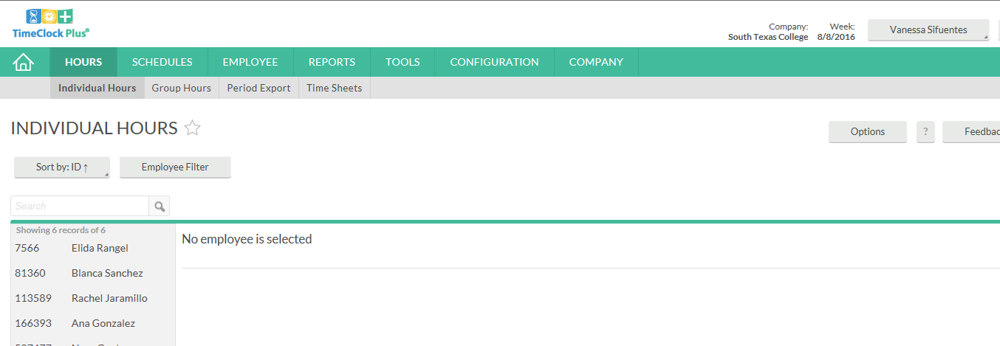 TimeClock Plus®
Company:
South Texas College
Week:
8/8/2016
Vanessa Sifuentes
HOURS SCHEDULES EMPLOYEE REPORTS TOOLS CONFIGURATION COMPANY
Individual Hours Group Hours Period Export Time Sheets
INDIVIDUAL HOURS
Options ? Feedbac
Sort by: ID ↑ Employee Filter
Search
Showing 6 records of 6
No employee is selected
7566 Elida Rangel
81360 Blanca Sanchez
113589 Rachel Jaramillo
166393 Ana Gonzalez